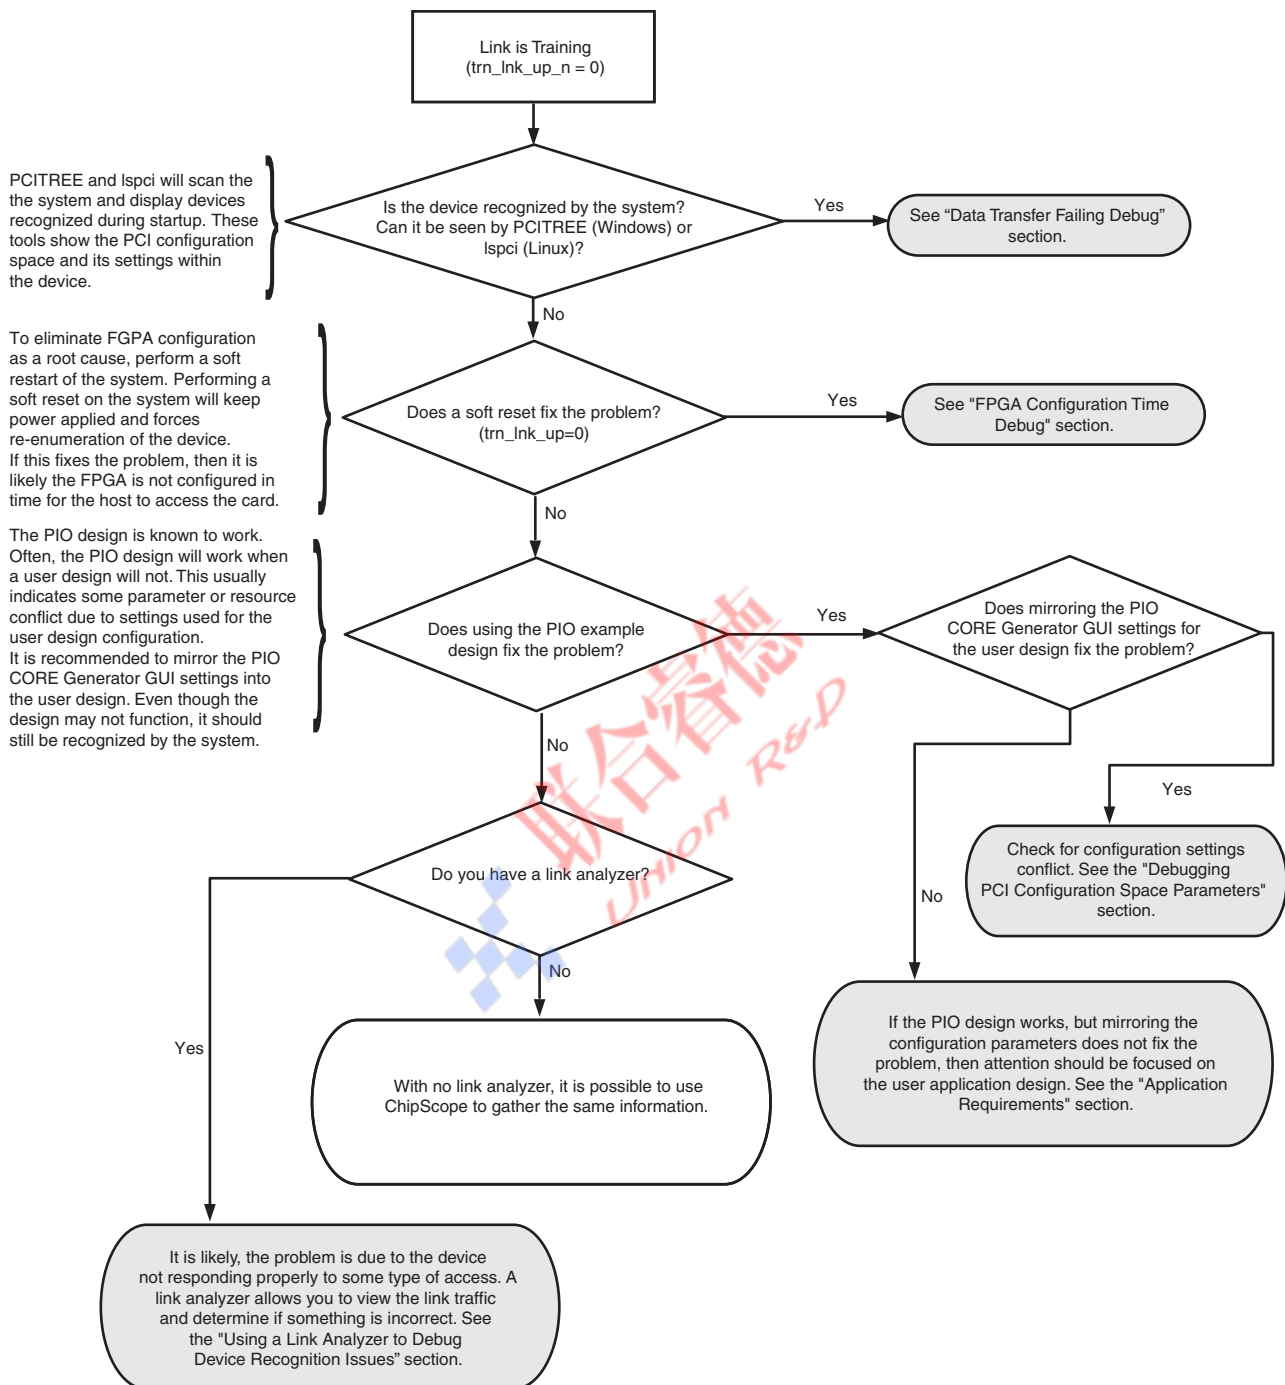 Link is Training
(trn_lnk_up_n = 0)
PCITREE and lspci will scan the
the system and display devices
recognized during startup. These
tools show the PCI configuration
space and its settings within
the device.
Is the device recognized by the system?
Can it be seen by PCITREE (Windows) or
lspci (Linux)?
Yes
See “Data Transfer Failing Debug”
section.
No
To eliminate FGPA configuration
as a root cause, perform a soft
restart of the system. Performing a
soft reset on the system will keep
power applied and forces
re-enumeration of the device.
If this fixes the problem, then it is
likely the FPGA is not configured in
time for the host to access the card.
Does a soft reset fix the problem?
(trn_lnk_up=0)
Yes
See "FPGA Configuration Time
Debug" section.
No
The PIO design is known to work.
Often, the PIO design will work when
a user design will not. This usually
indicates some parameter or resource
conflict due to settings used for the
user design configuration.
It is recommended to mirror the PIO
CORE Generator GUI settings into
the user design. Even though the
design may not function, it should
still be recognized by the system.
Does using the PIO example
design fix the problem?
Yes
Does mirroring the PIO
CORE Generator GUI settings for
the user design fix the problem?
No
Yes
Check for configuration settings
conflict. See the "Debugging
PCI Configuration Space Parameters"
section.
No
If the PIO design works, but mirroring the
configuration parameters does not fix the
problem, then attention should be focused on
the user application design. See the "Application
Requirements" section.
Do you have a link analyzer?
No
With no link analyzer, it is possible to use
ChipScope to gather the same information.
Yes
It is likely, the problem is due to the device
not responding properly to some type of access. A
link analyzer allows you to view the link traffic
and determine if something is incorrect. See
the "Using a Link Analyzer to Debug
Device Recognition Issues” section.
联合睿德
UNION R&D